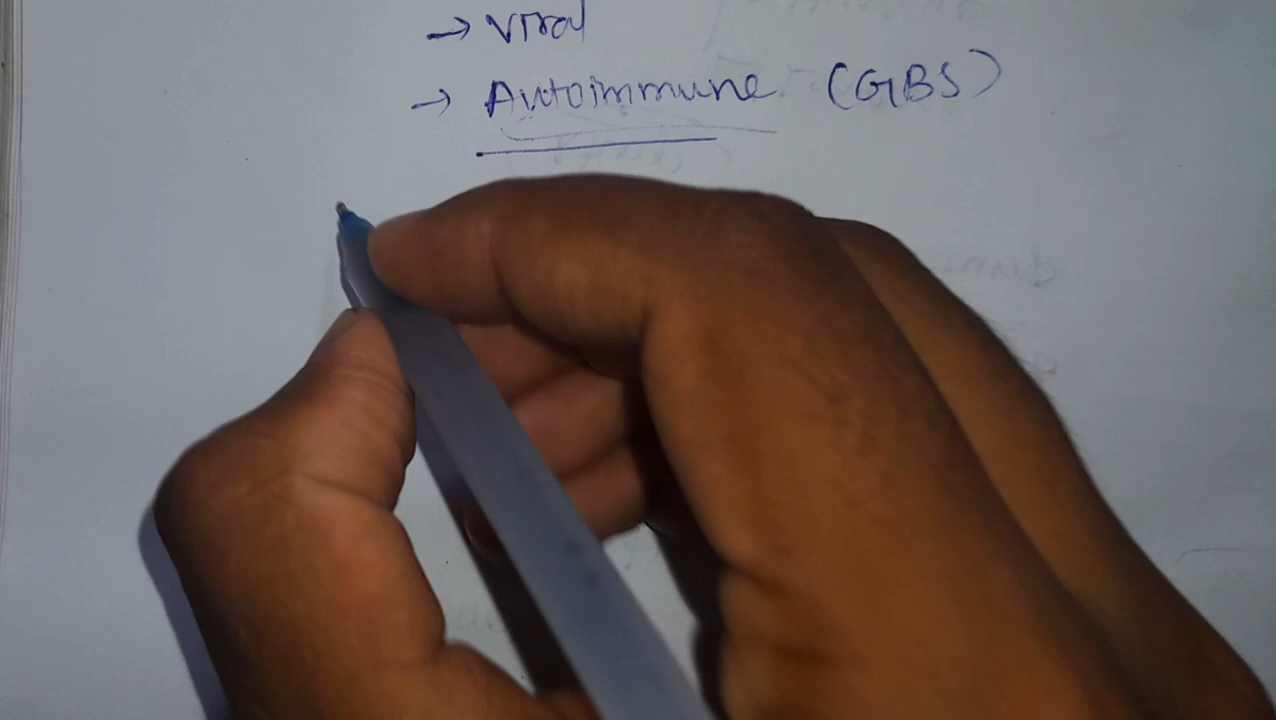 → Viral
→ Autoimmune (GBS)